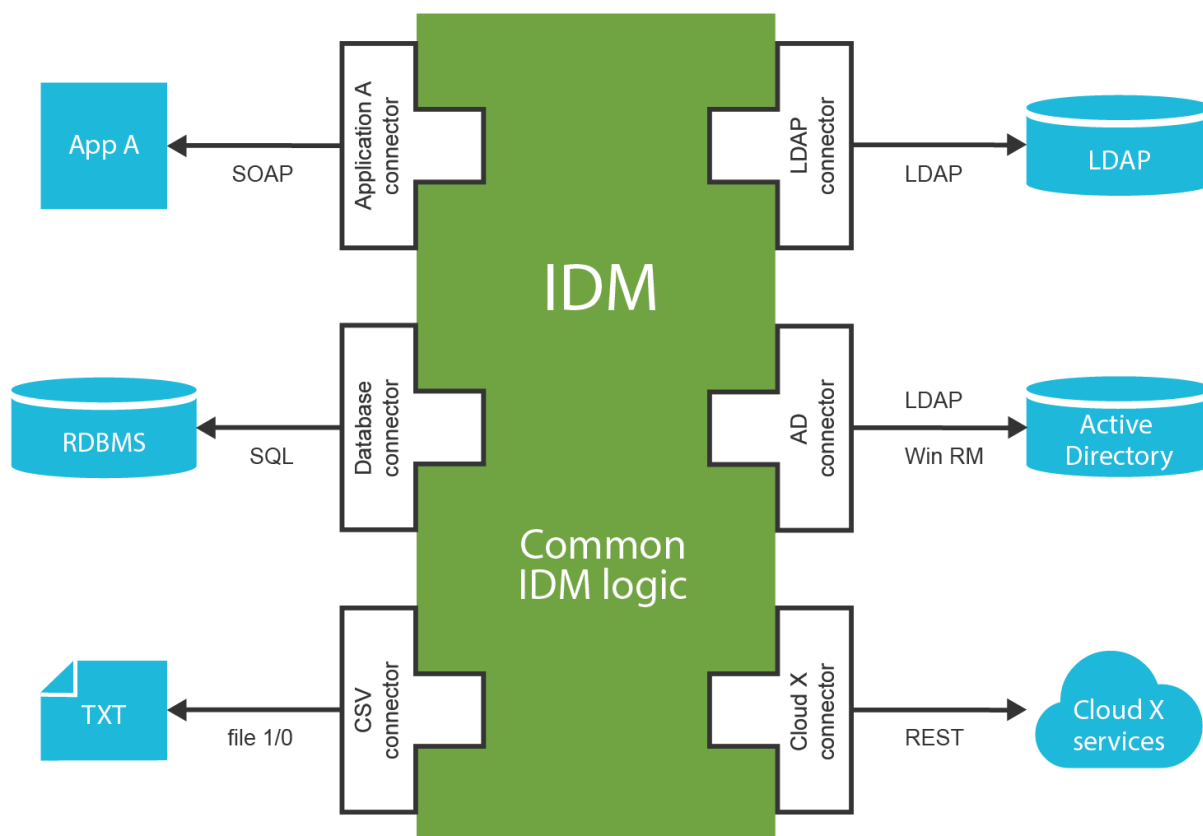 App A
SOAP
Application A
connector
LDAP
connector
LDAP
LDAP
IDM
RDBMS
SQL
Database
connector
AD
connector
LDAP
Win RM
Active
Directory
Common
IDM logic
TXT
file 1/0
CSV
connector
Cloud X
connector
REST
Cloud X
services